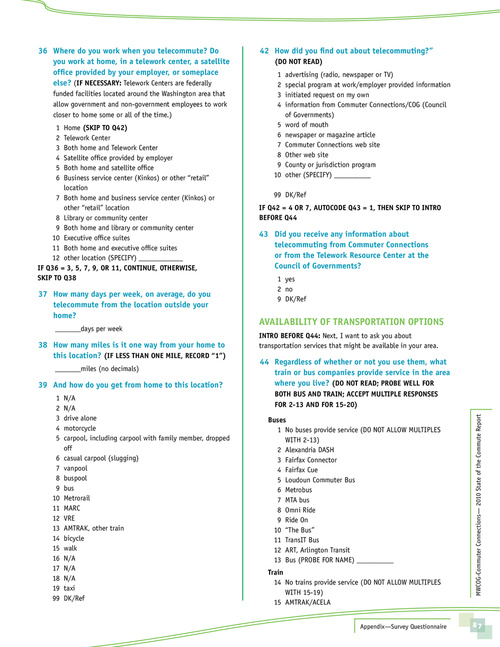 36 Where do you work when you telecommute? Do
you work at home, in a telework center, a satellite
office provided by your employer, or someplace
else? (IF NECESSARY: Telework Centers are federally
funded facilities located around the Washington area that
allow government and non-government employees to work
closer to home some or all of the time.)
1 Home (SKIP TO Q42)
2 Telework Center
3 Both home and Telework Center
4 Satellite office provided by employer
5 Both home and satellite office
6 Business service center (Kinkos) or other "retail"
location
7 Both home and business service center (Kinkos) or
other "retail" location
8 Library or community center
9 Both home and library or community center
10 Executive office suites
11 Both home and executive office suites
12 other location (SPECIFY) ____________
IF Q36 = 3, 5, 7, 9, OR 11, CONTINUE, OTHERWISE,
SKIP TO Q38
37 How many days per week, on average, do you
telecommute from the location outside your
home?
_______days per week
38 How many miles is it one way from your home to
this location? (IF LESS THAN ONE MILE, RECORD "1")
_______miles (no decimals)
39 And how do you get from home to this location?
1 N/A
2 N/A
3 drive alone
4 motorcycle
5 carpool, including carpool with family member, dropped
off
6 casual carpool (slugging)
7 vanpool
8 buspool
9 bus
10 Metrorail
11 MARC
12 VRE
13 AMTRAK, other train
14 bicycle
15 walk
16 N/A
17 N/A
18 N/A
19 taxi
99 DK/Ref
42 How did you find out about telecommuting?"
(DO NOT READ)
1 advertising (radio, newspaper or TV)
2 special program at work/employer provided information
3 initiated request on my own
4 information from Commuter Connections/COG (Council
of Governments)
5 word of mouth
6 newspaper or magazine article
7 Commuter Connections web site
8 Other web site
9 County or jurisdiction program
10 other (SPECIFY) __________
99 DK/Ref
IF Q42 = 4 OR 7, AUTOCODE Q43 = 1, THEN SKIP TO INTRO
BEFORE Q44
43 Did you receive any information about
telecommuting from Commuter Connections
or from the Telework Resource Center at the
Council of Governments?
1 yes
2 no
9 DK/Ref
AVAILABILITY OF TRANSPORTATION OPTIONS
INTRO BEFORE Q44: Next, I want to ask you about
transportation services that might be available in your area.
44 Regardless of whether or not you use them, what
train or bus companies provide service in the area
where you live? (DO NOT READ; PROBE WELL FOR
BOTH BUS AND TRAIN; ACCEPT MULTIPLE RESPONSES
FOR 2-13 AND FOR 15-20)
Buses
1 No buses provide service (DO NOT ALLOW MULTIPLES
WITH 2-13)
2 Alexandria DASH
3 Fairfax Connector
4 Fairfax Cue
5 Loudoun Commuter Bus
6 Metrobus
7 MTA bus
8 Omni Ride
9 Ride On
10 "The Bus"
11 TransIT Bus
12 ART, Arlington Transit
13 Bus (PROBE FOR NAME) __________
Train
14 No trains provide service (DO NOT ALLOW MULTIPLES
WITH 15-19)
15 AMTRAK/ACELA
MWCOG-Commuter Connections— 2010 State of the Commute Report
Appendix—Survey Questionnaire 67